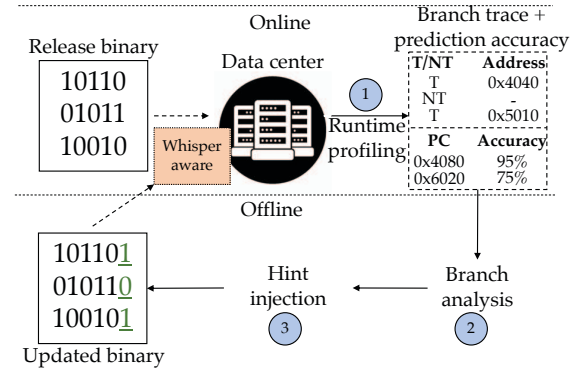 Online
Branch trace +
prediction accuracy
Release binary
10110
01011
10010
Data center
Whisper
aware
1
Runtime
profiling
T/NT Address
T 0x4040
NT -
T 0x5010
PC Accuracy
0x4080 95%
0x6020 75%
Offline
101101
010110
100101
Updated binary
Hint
injection
3
Branch
analysis
2